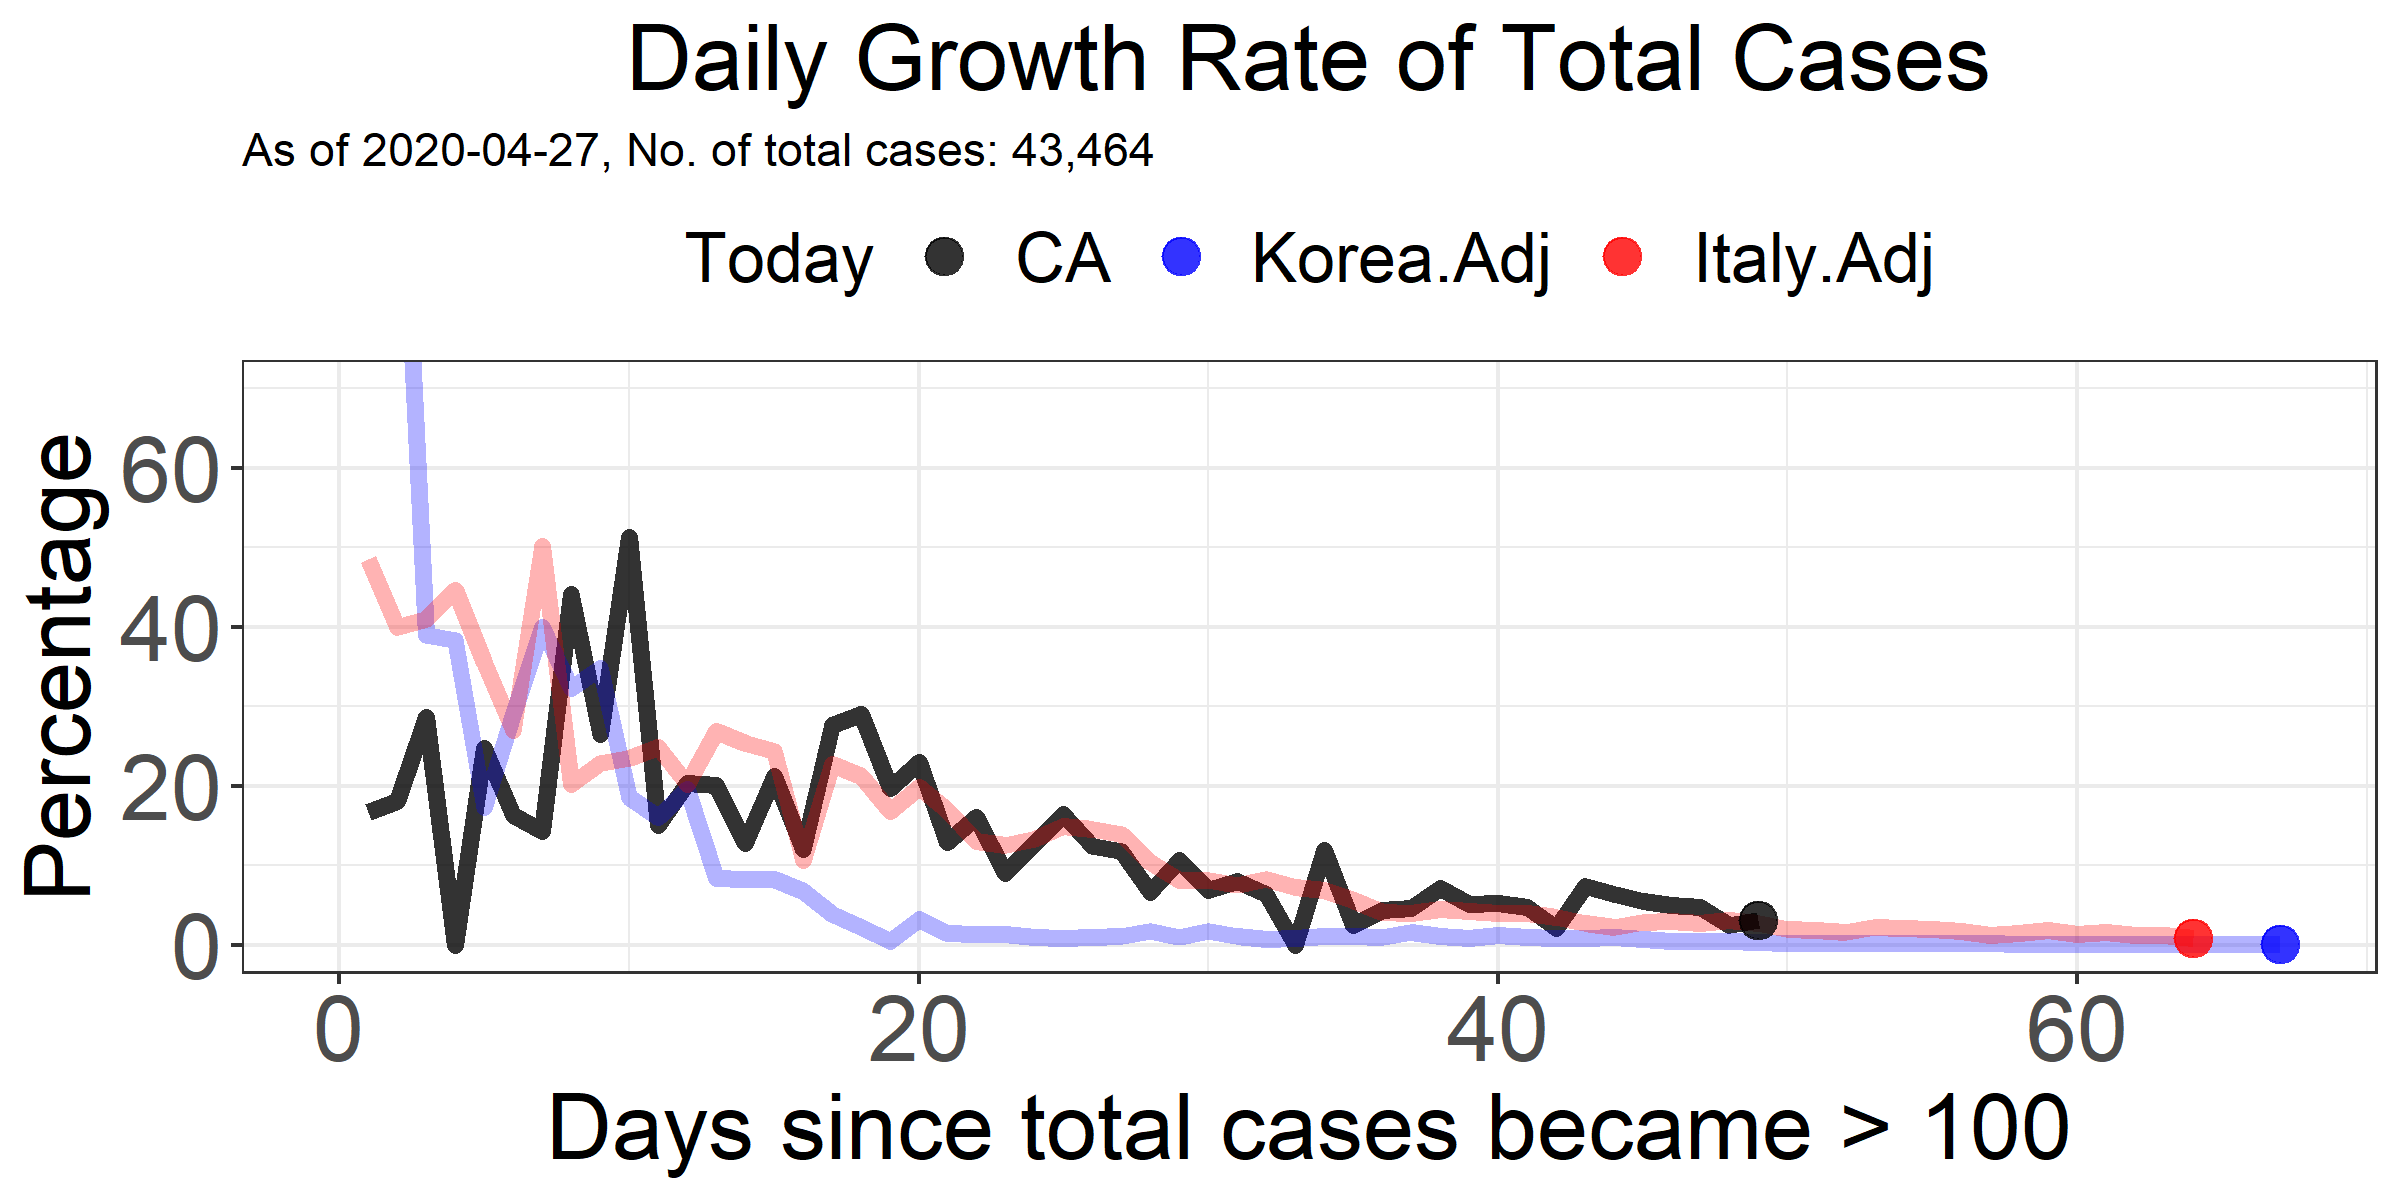 Daily Growth Rate of Total Cases
As of 2020-04-27, No. of total cases: 43,464
Today CA Korea.Adj Italy.Adj
Percentage
60
40
20
0
0 20 40 60
Days since total cases became > 100